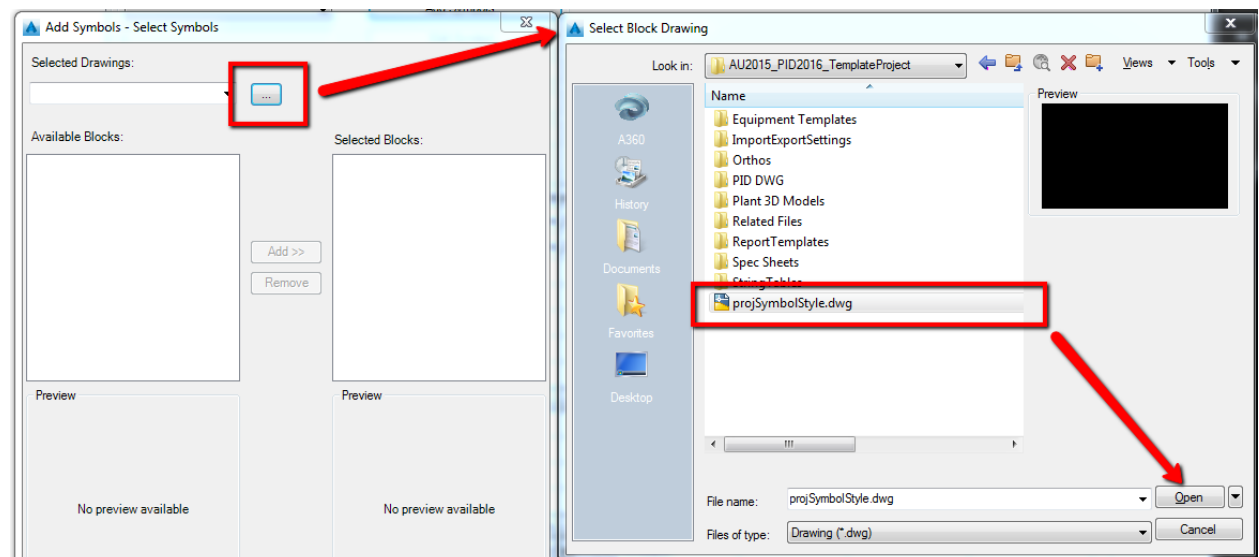 Add Symbols - Select Symbols
Selected Drawings:
...
Available Blocks:
Selected Blocks:
Add >>
Remove
Preview
Preview
No preview available
No preview available
Select Block Drawing
Look in:
AU2015_PID2016_TemplateProject
Views
Tools
A360
History
Documents
Favorites
Desktop
Name
Equipment Templates
ImportExportSettings
Orthos
PID DWG
Plant 3D Models
Related Files
ReportTemplates
Spec Sheets
StringTables
projSymbolStyle.dwg
Preview
File name:
projSymbolStyle.dwg
Open
Files of type:
Drawing (*.dwg)
Cancel